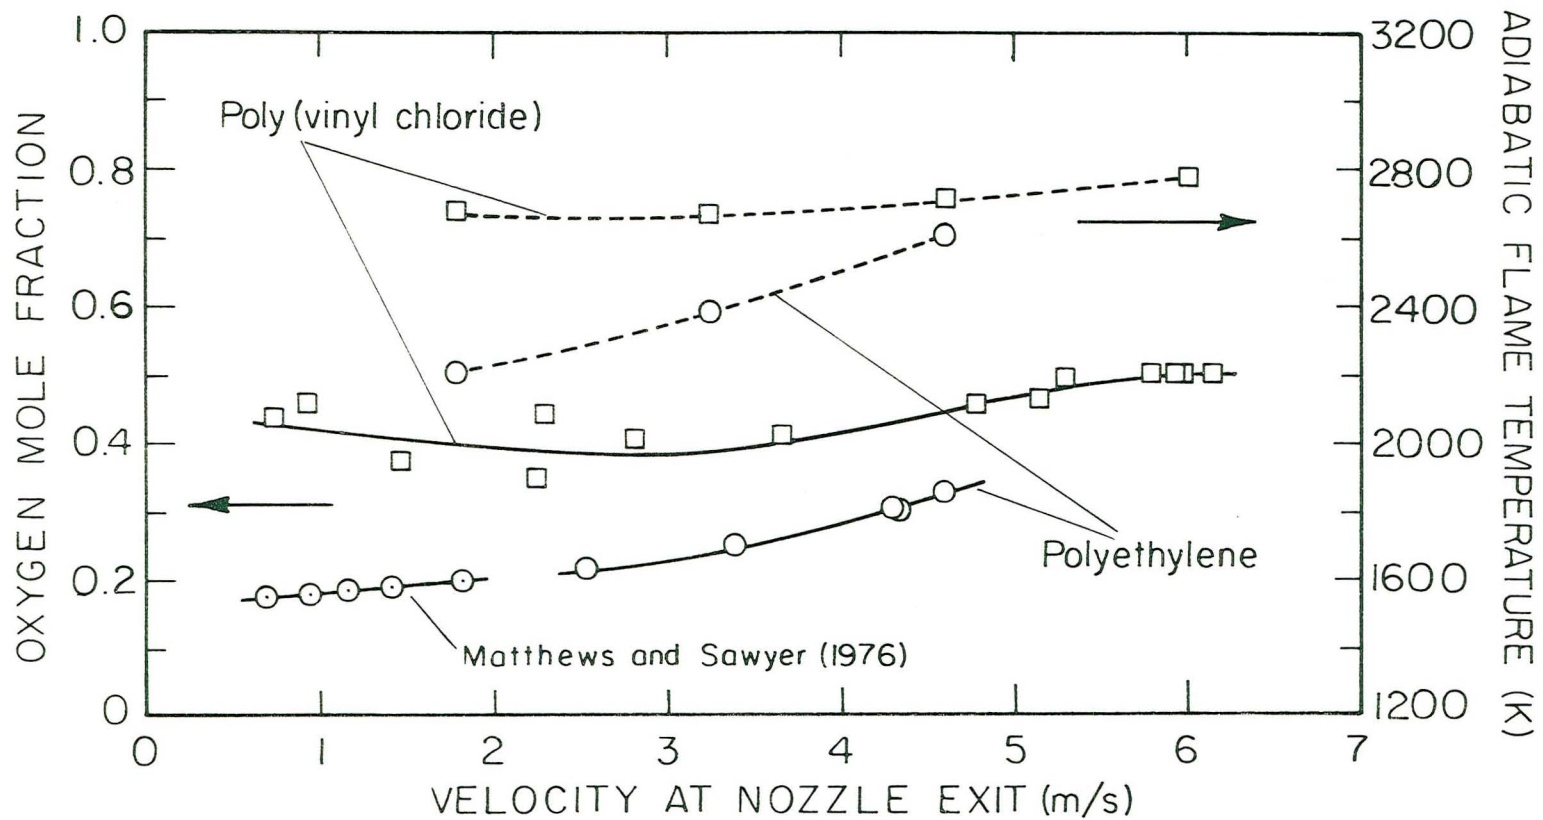 1.0
0.8
0.6
0.4
0.2
0
OXYGEN MOLE FRACTION
3200
2800
2400
2000
1600
1200
ADIABATIC FLAME TEMPERATURE (K)
Poly(vinyl chloride)
Polyethylene
Matthews and Sawyer (1976)
0 1 2 3 4 5 6 7
VELOCITY AT NOZZLE EXIT (m/s)